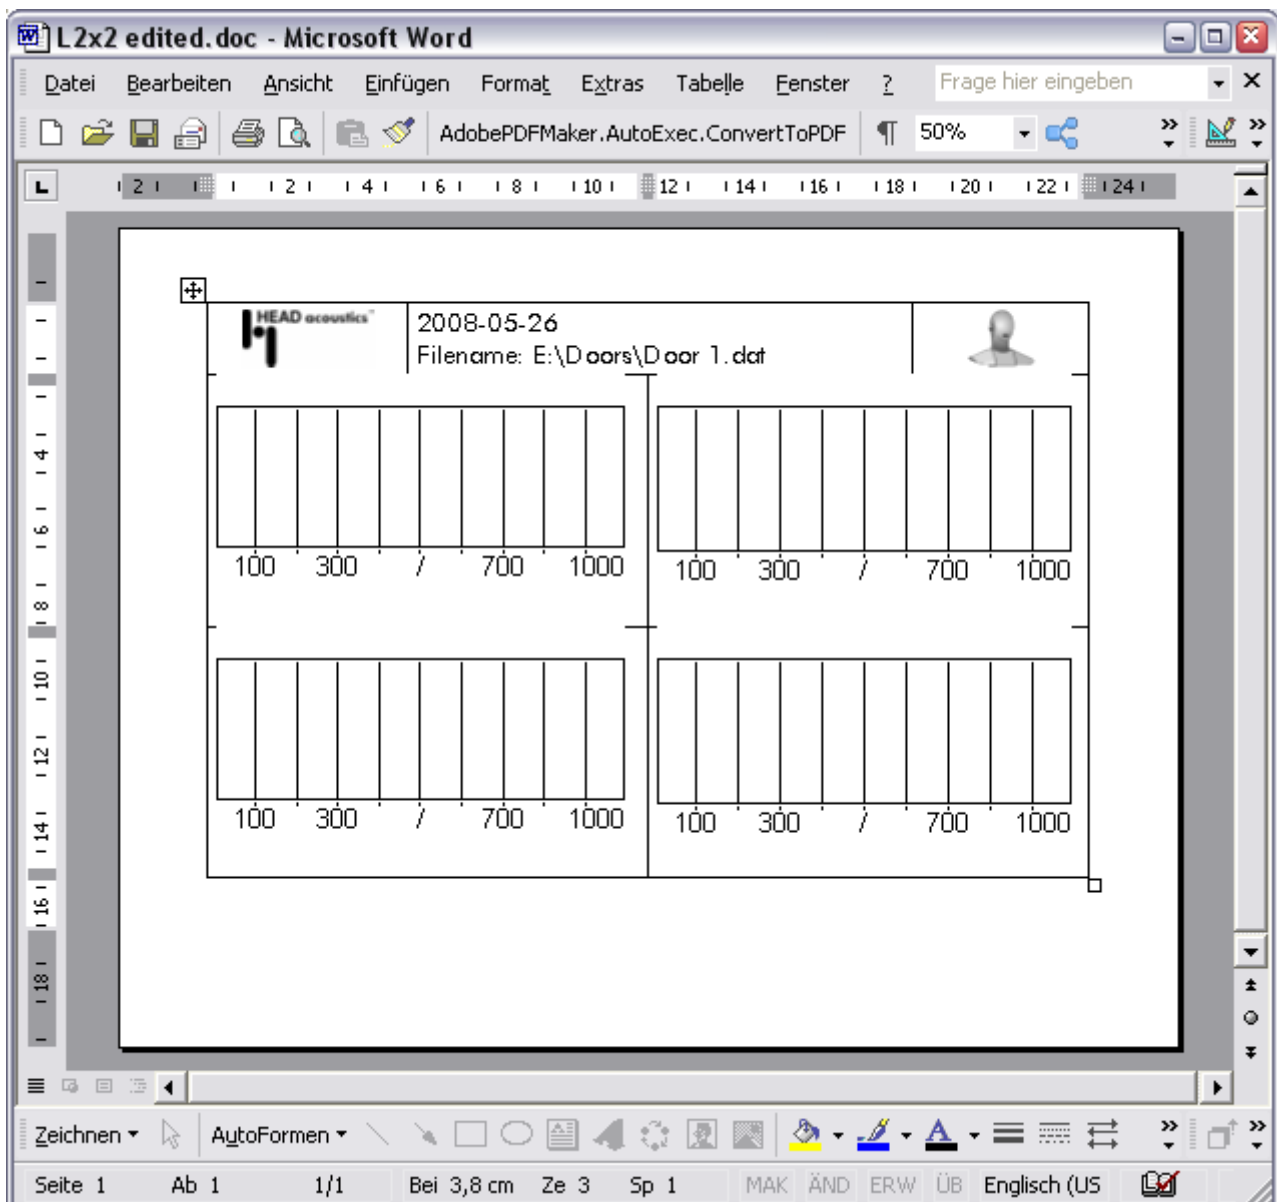 L2x2 edited.doc - Microsoft Word
Datei Bearbeiten Ansicht Einfügen Format Extras Tabelle Fenster ? Frage hier eingeben
AdobePDFMaker.AutoExec.ConvertToPDF ¶ 50%
L 2 2 4 6 8 10 12 14 16 18 20 22 24
HEAD acoustics™
2008-05-26
Filename: E:\Doors\Door 1.dat
100 300 / 700 1000
100 300 / 700 1000
100 300 / 700 1000
100 300 / 700 1000
4
6
8
10
12
14
16
18
Zeichnen AutoFormen A
Seite 1 Ab 1 1/1 Bei 3,8 cm Ze 3 Sp 1 MAK ÄND ERW ÜB Englisch (US